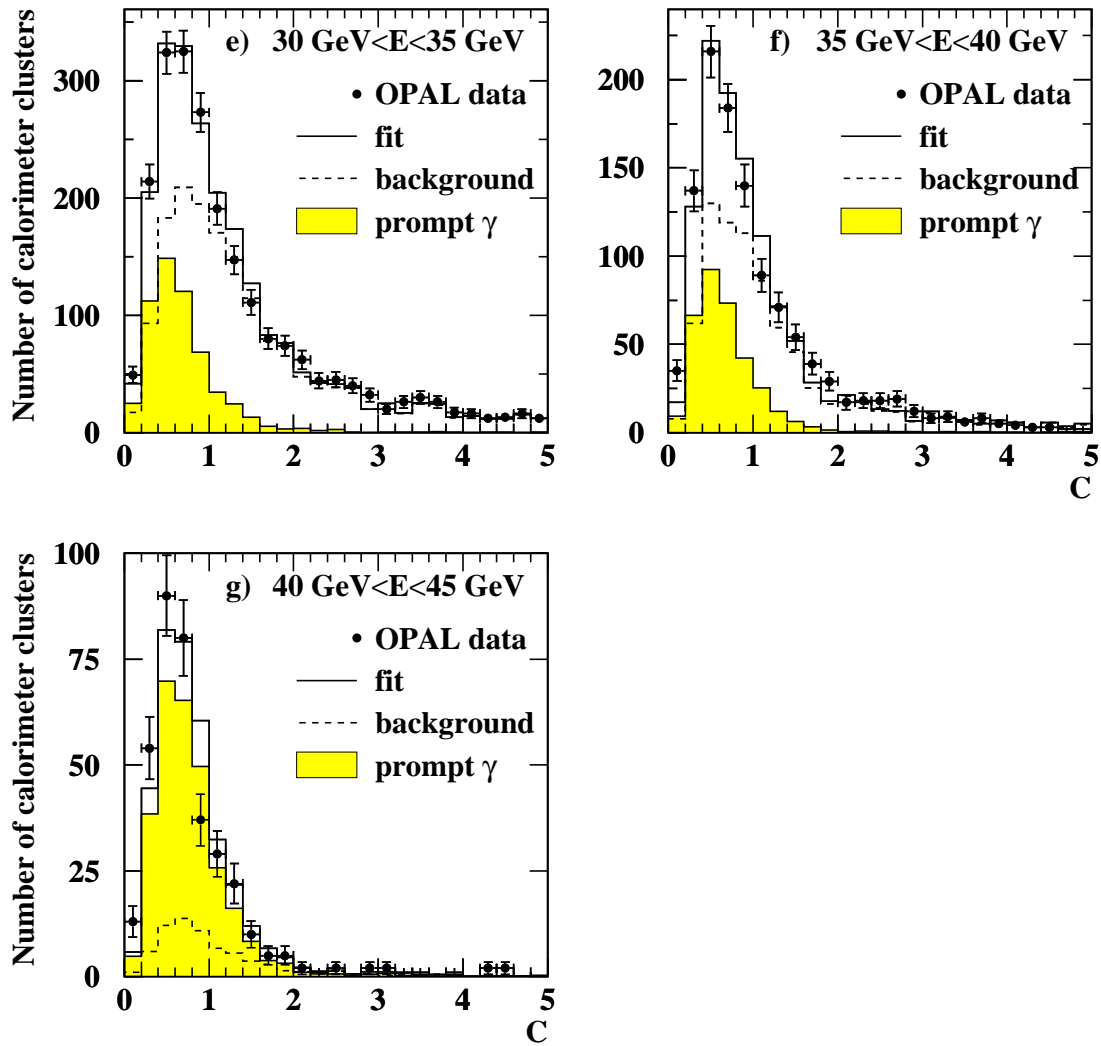 Number of calorimeter clusters
e) 30 GeV<E<35 GeV
OPAL data
fit
background
prompt γ
300
200
100
0
0 1 2 3 4 5
C
f) 35 GeV<E<40 GeV
OPAL data
fit
background
prompt γ
200
150
100
50
0
0 1 2 3 4 5
C
Number of calorimeter clusters
g) 40 GeV<E<45 GeV
OPAL data
fit
background
prompt γ
100
75
50
25
0
0 1 2 3 4 5
C